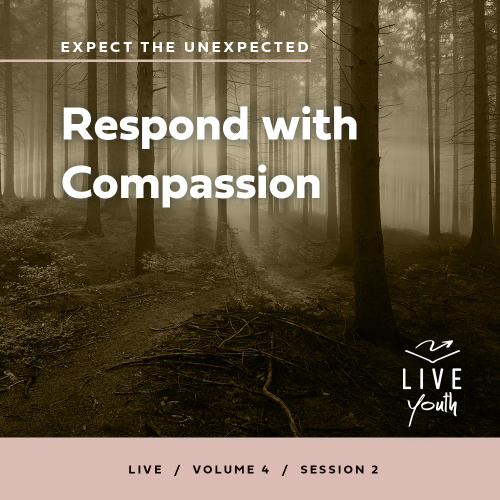 EXPECT THE UNEXPECTED
Respond with
Compassion
LIVE
Youth
LIVE / VOLUME 4 / SESSION 2